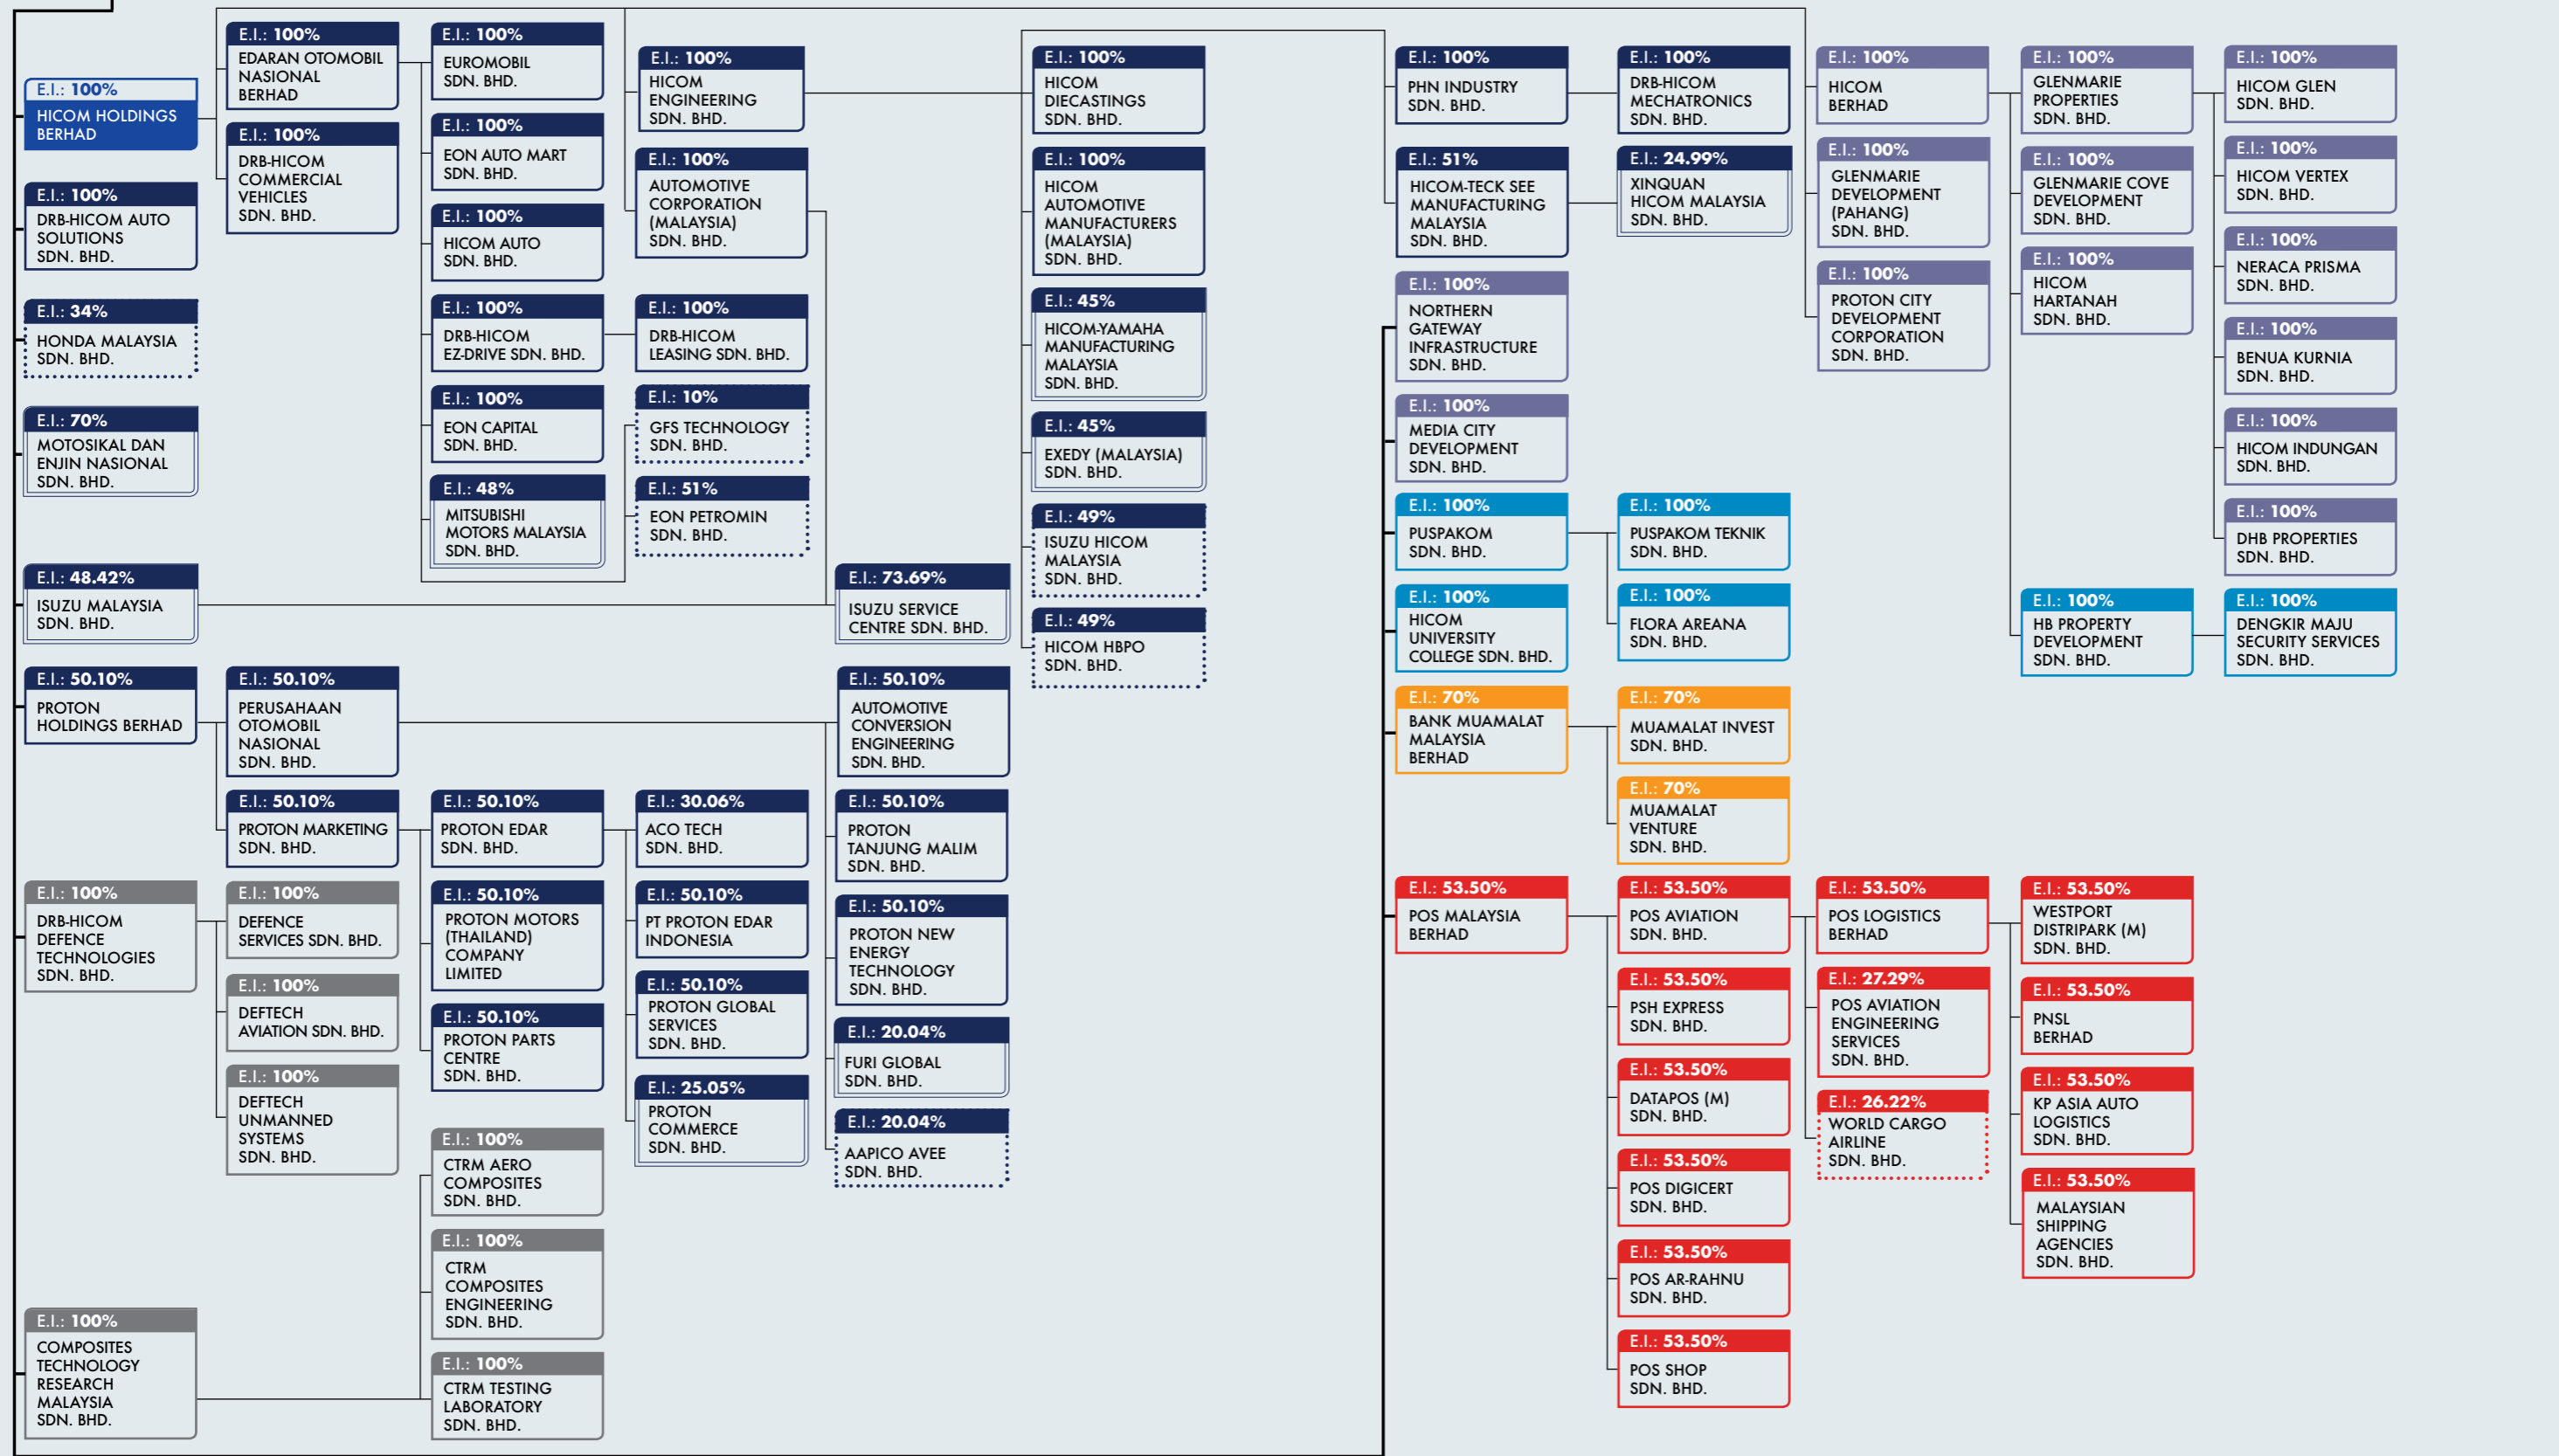 E.I.: 100%
HICOM HOLDINGS
BERHAD
E.I.: 100%
DRB-HICOM AUTO
SOLUTIONS
SDN. BHD.
E.I.: 34%
HONDA MALAYSIA
SDN. BHD.
E.I.: 70%
MOTOSIKAL DAN
ENJIN NASIONAL
SDN. BHD.
E.I.: 48.42%
ISUZU MALAYSIA
SDN. BHD.
E.I.: 50.10%
PROTON
HOLDINGS BERHAD
E.I.: 100%
DRB-HICOM
DEFENCE
TECHNOLOGIES
SDN. BHD.
E.I.: 100%
COMPOSITES
TECHNOLOGY
RESEARCH
MALAYSIA
SDN. BHD.
E.I.: 100%
EDARAN OTOMOBIL
NASIONAL
BERHAD
E.I.: 100%
DRB-HICOM
COMMERCIAL
VEHICLES
SDN. BHD.
E.I.: 50.10%
PERUSAHAAN
OTOMOBIL
NASIONAL
SDN. BHD.
E.I.: 50.10%
PROTON MARKETING
SDN. BHD.
E.I.: 100%
DEFENCE
SERVICES SDN. BHD.
E.I.: 100%
DEFTECH
AVIATION SDN. BHD.
E.I.: 100%
DEFTECH
UNMANNED
SYSTEMS
SDN. BHD.
E.I.: 100%
EUROMOBIL
SDN. BHD.
E.I.: 100%
EON AUTO MART
SDN. BHD.
E.I.: 100%
HICOM AUTO
SDN. BHD.
E.I.: 100%
DRB-HICOM
EZ-DRIVE SDN. BHD.
E.I.: 100%
EON CAPITAL
SDN. BHD.
E.I.: 48%
MITSUBISHI
MOTORS MALAYSIA
SDN. BHD.
E.I.: 50.10%
PROTON EDAR
SDN. BHD.
E.I.: 50.10%
PROTON MOTORS
(THAILAND)
COMPANY
LIMITED
E.I.: 50.10%
PROTON PARTS
CENTRE
SDN. BHD.
E.I.: 100%
CTRM AERO
COMPOSITES
SDN. BHD.
E.I.: 100%
CTRM
COMPOSITES
ENGINEERING
SDN. BHD.
E.I.: 100%
CTRM TESTING
LABORATORY
SDN. BHD.
E.I.: 100%
HICOM
ENGINEERING
SDN. BHD.
E.I.: 100%
AUTOMOTIVE
CORPORATION
(MALAYSIA)
SDN. BHD.
E.I.: 100%
DRB-HICOM
LEASING SDN. BHD.
E.I.: 10%
GFS TECHNOLOGY
SDN. BHD.
E.I.: 51%
EON PETROMIN
SDN. BHD.
E.I.: 30.06%
ACO TECH
SDN. BHD.
E.I.: 50.10%
PT PROTON EDAR
INDONESIA
E.I.: 50.10%
PROTON GLOBAL
SERVICES
SDN. BHD.
E.I.: 25.05%
PROTON
COMMERCE
SDN. BHD.
E.I.: 73.69%
ISUZU SERVICE
CENTRE SDN. BHD.
E.I.: 50.10%
AUTOMOTIVE
CONVERSION
ENGINEERING
SDN. BHD.
E.I.: 50.10%
PROTON
TANJUNG MALIM
SDN. BHD.
E.I.: 50.10%
PROTON NEW
ENERGY
TECHNOLOGY
SDN. BHD.
E.I.: 20.04%
FURI GLOBAL
SDN. BHD.
E.I.: 20.04%
AAPICO AVEE
SDN. BHD.
E.I.: 100%
HICOM
DIECASTINGS
SDN. BHD.
E.I.: 100%
HICOM
AUTOMOTIVE
MANUFACTURERS
(MALAYSIA)
SDN. BHD.
E.I.: 45%
HICOM-YAMAHA
MANUFACTURING
MALAYSIA
SDN. BHD.
E.I.: 45%
EXEDY (MALAYSIA)
SDN. BHD.
E.I.: 49%
ISUZU HICOM
MALAYSIA
SDN. BHD.
E.I.: 49%
HICOM HBPO
SDN. BHD.
E.I.: 100%
PHN INDUSTRY
SDN. BHD.
E.I.: 51%
HICOM-TECK SEE
MANUFACTURING
MALAYSIA
SDN. BHD.
E.I.: 100%
NORTHERN
GATEWAY
INFRASTRUCTURE
SDN. BHD.
E.I.: 100%
MEDIA CITY
DEVELOPMENT
SDN. BHD.
E.I.: 100%
PUSPAKOM
SDN. BHD.
E.I.: 100%
HICOM
UNIVERSITY
COLLEGE SDN. BHD.
E.I.: 70%
BANK MUAMALAT
MALAYSIA
BERHAD
E.I.: 53.50%
POS MALAYSIA
BERHAD
E.I.: 100%
DRB-HICOM
MECHATRONICS
SDN. BHD.
E.I.: 24.99%
XINQUAN
HICOM MALAYSIA
SDN. BHD.
E.I.: 100%
PUSPAKOM TEKNIK
SDN. BHD.
E.I.: 100%
FLORA AREANA
SDN. BHD.
E.I.: 70%
MUAMALAT INVEST
SDN. BHD.
E.I.: 70%
MUAMALAT
VENTURE
SDN. BHD.
E.I.: 53.50%
POS AVIATION
SDN. BHD.
E.I.: 53.50%
PSH EXPRESS
SDN. BHD.
E.I.: 53.50%
DATAPOS (M)
SDN. BHD.
E.I.: 53.50%
POS DIGICERT
SDN. BHD.
E.I.: 53.50%
POS AR-RAHNU
SDN. BHD.
E.I.: 53.50%
POS SHOP
SDN. BHD.
E.I.: 100%
HICOM
BERHAD
E.I.: 100%
GLENMARIE
DEVELOPMENT
(PAHANG)
SDN. BHD.
E.I.: 100%
PROTON CITY
DEVELOPMENT
CORPORATION
SDN. BHD.
E.I.: 53.50%
POS LOGISTICS
BERHAD
E.I.: 27.29%
POS AVIATION
ENGINEERING
SERVICES
SDN. BHD.
E.I.: 26.22%
WORLD CARGO
AIRLINE
SDN. BHD.
E.I.: 100%
GLENMARIE
PROPERTIES
SDN. BHD.
E.I.: 100%
GLENMARIE COVE
DEVELOPMENT
SDN. BHD.
E.I.: 100%
HICOM
HARTANAH
SDN. BHD.
E.I.: 100%
HB PROPERTY
DEVELOPMENT
SDN. BHD.
E.I.: 53.50%
WESTPORT
DISTRIPARK (M)
SDN. BHD.
E.I.: 53.50%
PNSL
BERHAD
E.I.: 53.50%
KP ASIA AUTO
LOGISTICS
SDN. BHD.
E.I.: 53.50%
MALAYSIAN
SHIPPING
AGENCIES
SDN. BHD.
E.I.: 100%
HICOM GLEN
SDN. BHD.
E.I.: 100%
HICOM VERTEX
SDN. BHD.
E.I.: 100%
NERACA PRISMA
SDN. BHD.
E.I.: 100%
BENUA KURNIA
SDN. BHD.
E.I.: 100%
HICOM INDUNGAN
SDN. BHD.
E.I.: 100%
DHB PROPERTIES
SDN. BHD.
E.I.: 100%
DENGKIR MAJU
SECURITY SERVICES
SDN. BHD.